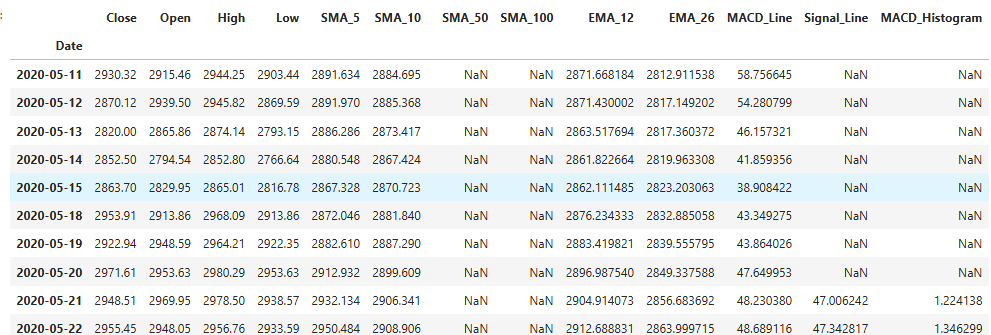 :
Close Open High Low SMA_5 SMA_10 SMA_50 SMA_100 EMA_12 EMA_26 MACD_Line Signal_Line MACD_Histogram
Date
2020-05-11 2930.32 2915.46 2944.25 2903.44 2891.634 2884.695 NaN NaN 2871.668184 2812.911538 58.756645 NaN NaN
2020-05-12 2870.12 2939.50 2945.82 2869.59 2891.970 2885.368 NaN NaN 2871.430002 2817.149202 54.280799 NaN NaN
2020-05-13 2820.00 2865.86 2874.14 2793.15 2886.286 2873.417 NaN NaN 2863.517694 2817.360372 46.157321 NaN NaN
2020-05-14 2852.50 2794.54 2852.80 2766.64 2880.548 2867.424 NaN NaN 2861.822664 2819.963308 41.859356 NaN NaN
2020-05-15 2863.70 2829.95 2865.01 2816.78 2867.328 2870.723 NaN NaN 2862.111485 2823.203063 38.908422 NaN NaN
2020-05-18 2953.91 2913.86 2968.09 2913.86 2872.046 2881.840 NaN NaN 2876.234333 2832.885058 43.349275 NaN NaN
2020-05-19 2922.94 2948.59 2964.21 2922.35 2882.610 2887.290 NaN NaN 2883.419821 2839.555795 43.864026 NaN NaN
2020-05-20 2971.61 2953.63 2980.29 2953.63 2912.932 2899.609 NaN NaN 2896.987540 2849.337588 47.649953 NaN NaN
2020-05-21 2948.51 2969.95 2978.50 2938.57 2932.134 2906.341 NaN NaN 2904.914073 2856.683692 48.230380 47.006242 1.224138
2020-05-22 2955.45 2948.05 2956.76 2933.59 2950.484 2908.906 NaN NaN 2912.688831 2863.999715 48.689116 47.342817 1.346299